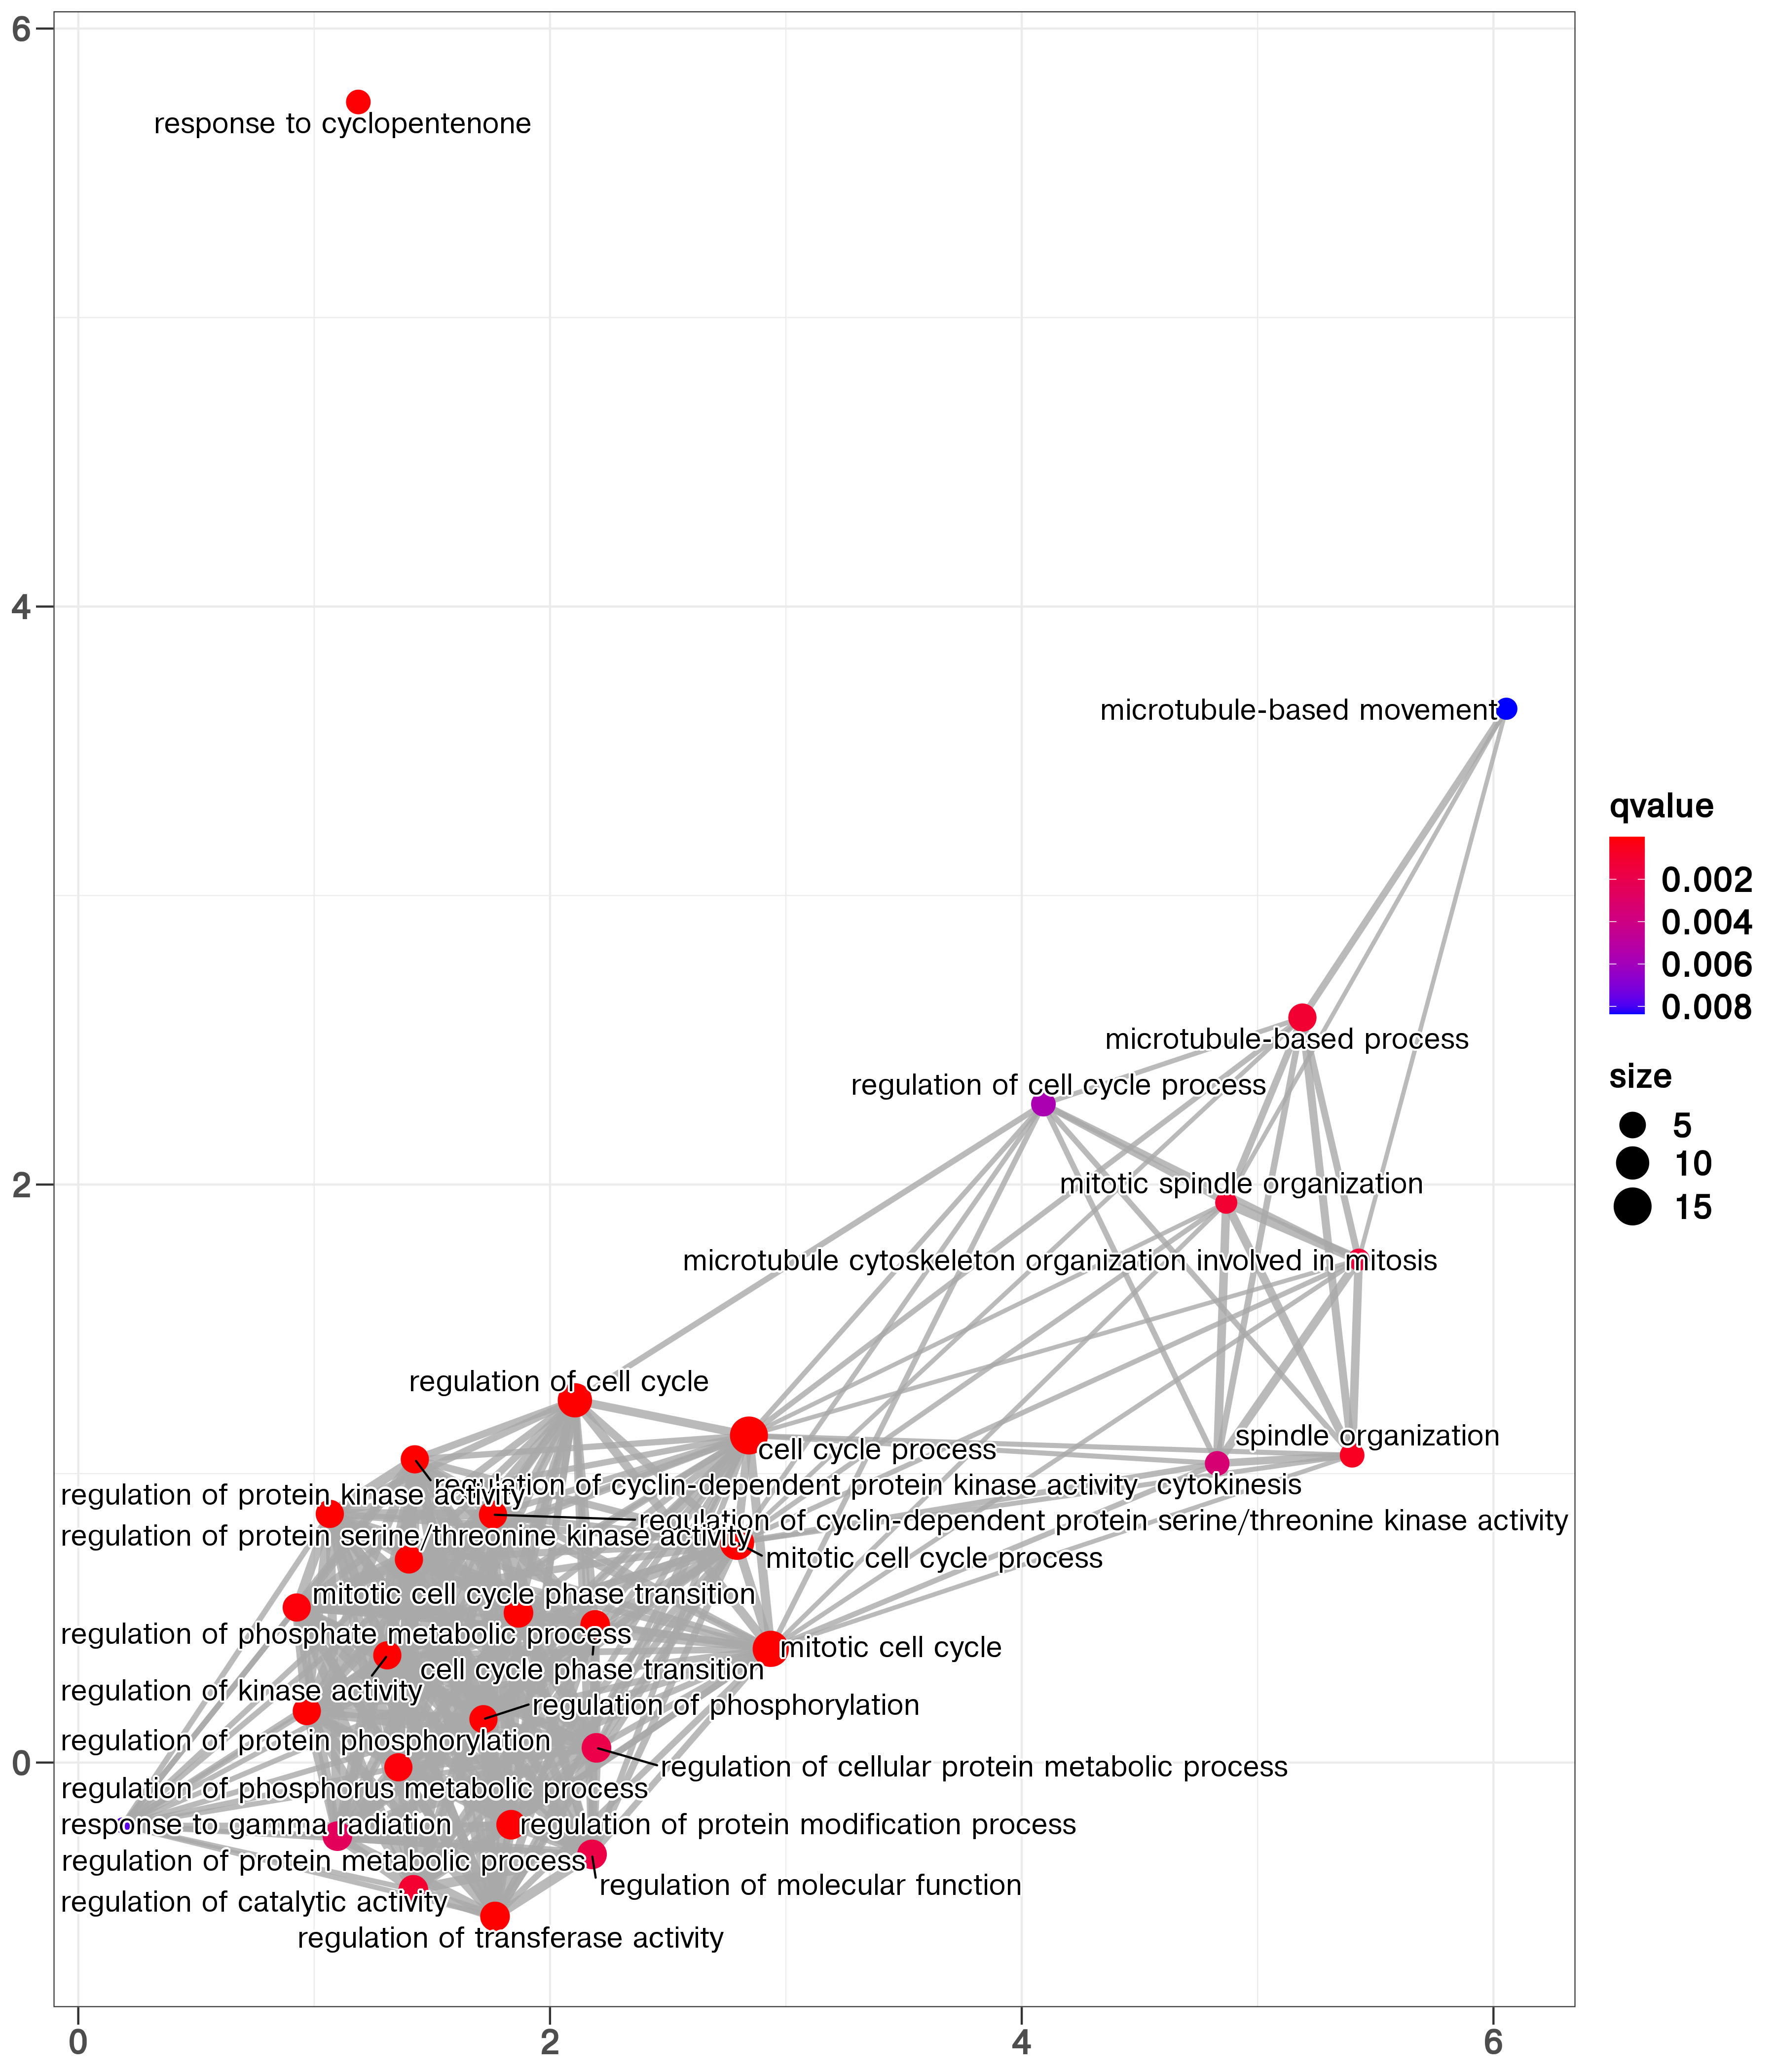 6
response to cyclopentenone
4
microtubule-based movement
qvalue
0.002
0.004
0.006
0.008
microtubule-based process
size
5
10
15
regulation of cell cycle process
2
mitotic spindle organization
microtubule cytoskeleton organization involved in mitosis
regulation of cell cycle
spindle organization
cell cycle process
regulation of cyclin-dependent protein kinase activity
cytokinesis
regulation of protein kinase activity
regulation of cyclin-dependent protein serine/threonine kinase activity
regulation of protein serine/threonine kinase activity
mitotic cell cycle process
mitotic cell cycle phase transition
regulation of phosphate metabolic process
mitotic cell cycle
cell cycle phase transition
regulation of kinase activity
regulation of phosphorylation
regulation of protein phosphorylation
0
regulation of cellular protein metabolic process
regulation of phosphorus metabolic process
response to gamma radiation
regulation of protein modification process
regulation of protein metabolic process
regulation of molecular function
regulation of catalytic activity
regulation of transferase activity
0 2 4 6